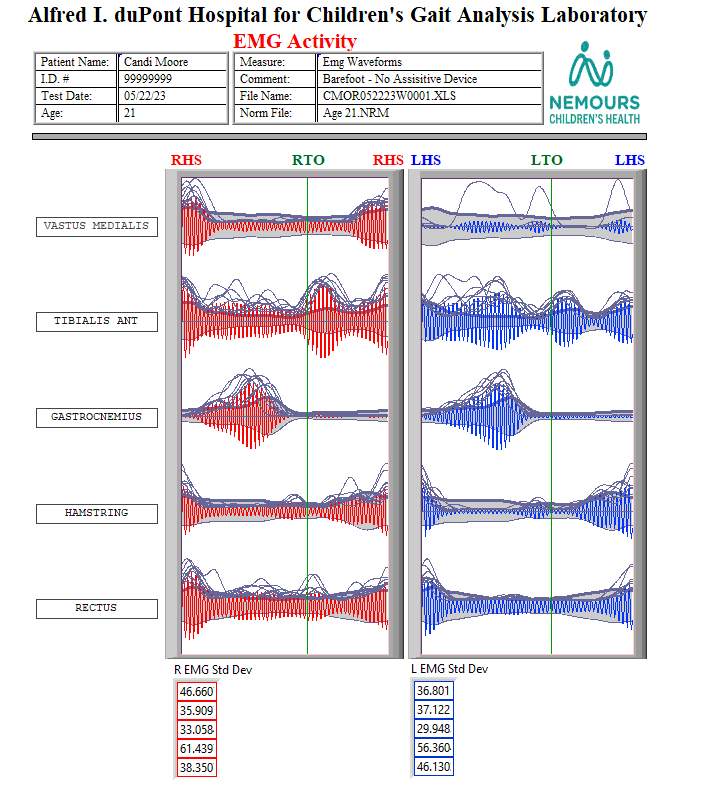 Alfred I. duPont Hospital for Children's Gait Analysis Laboratory
EMG Activity
Patient Name: Candi Moore
I.D. # 99999999
Test Date: 05/22/23
Age: 21
Measure: Emg Waveforms
Comment: Barefoot - No Assisitive Device
File Name: CMOR052223W0001.XLS
Norm File: Age 21.NRM
NEMOURS
CHILDREN'S HEALTH
RHS RTO RHS LHS LTO LHS
VASTUS MEDIALIS
TIBIALIS ANT
GASTROCNEMIUS
HAMSTRING
RECTUS
R EMG Std Dev
46.660
35.909
33.058
61.439
38.350
L EMG Std Dev
36.801
37.122
29.948
56.360
46.130